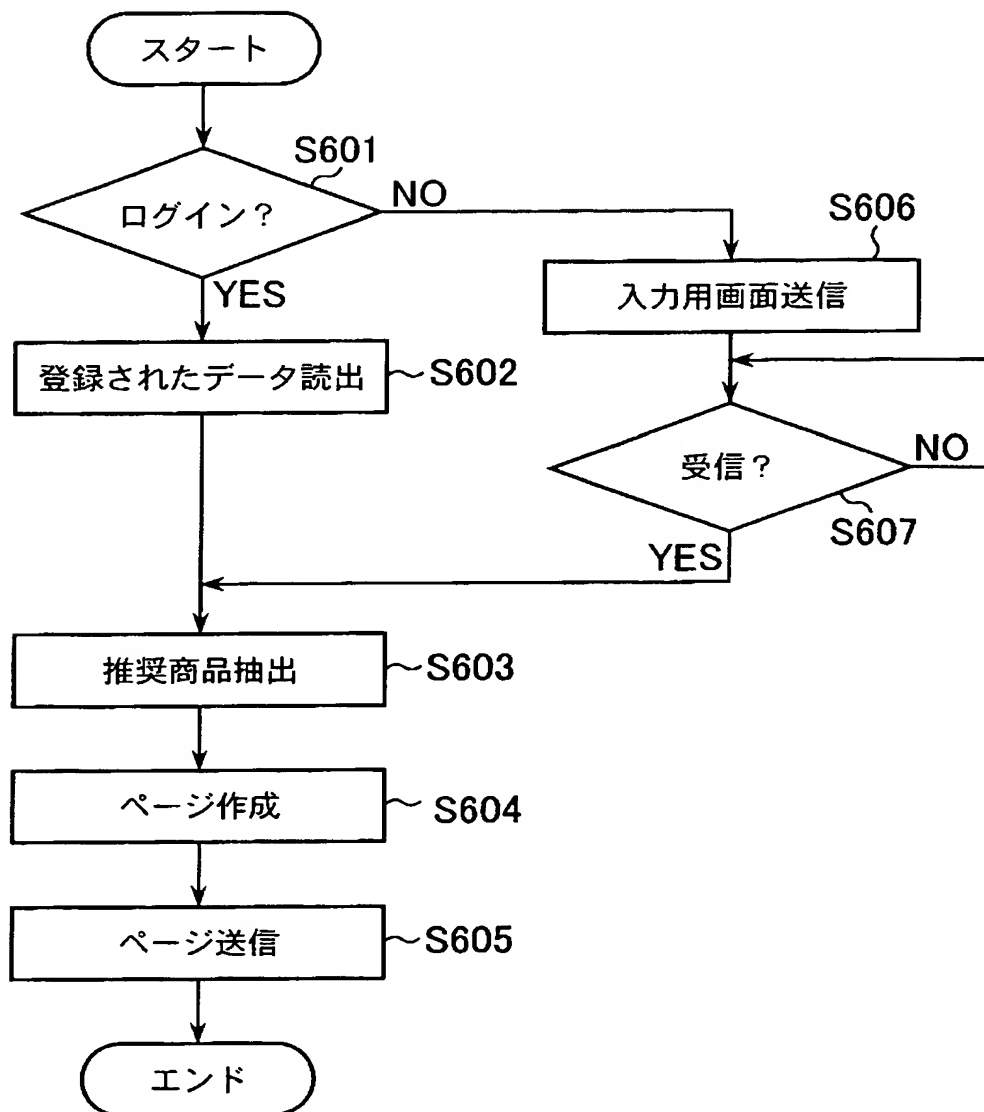 スタート
S601
ログイン？
NO
YES
S606
入力用画面送信
登録されたデータ読出
S602
受信？
NO
S607
YES
推奨商品抽出
S603
ページ作成
S604
ページ送信
S605
エンド